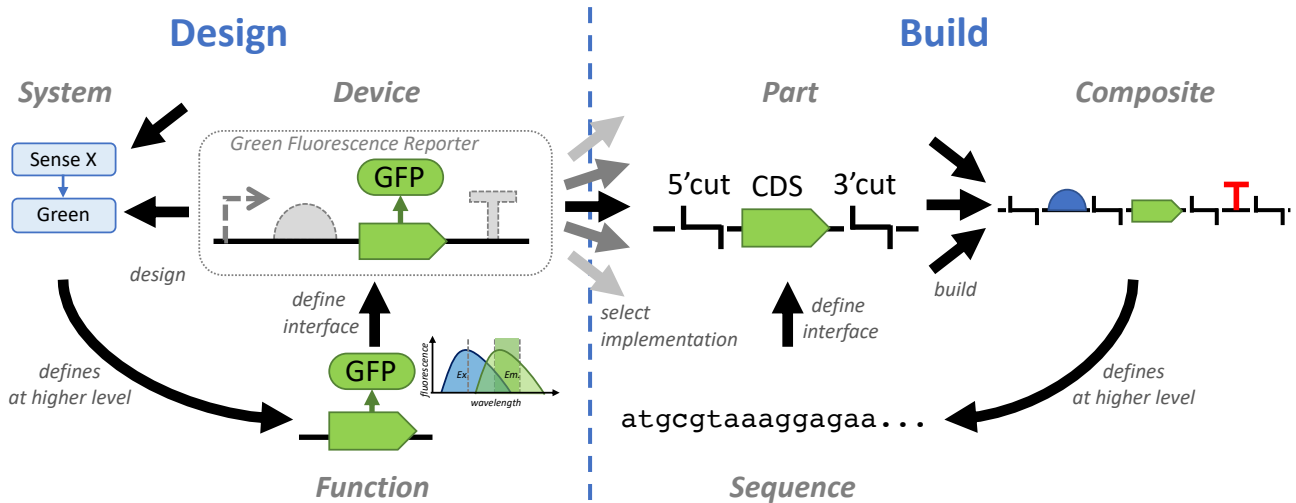 Design
Build
System
Device
Part
Composite
Green Fluorescence Reporter
Sense X
Green
GFP
5’cut
CDS
3’cut
design
define
interface
select
implementation
define
interface
build
defines
at higher level
GFP
fluorescence
Ex.
Em.
wavelength
defines
at higher level
atgcgtaaaggagaa...
Function
Sequence